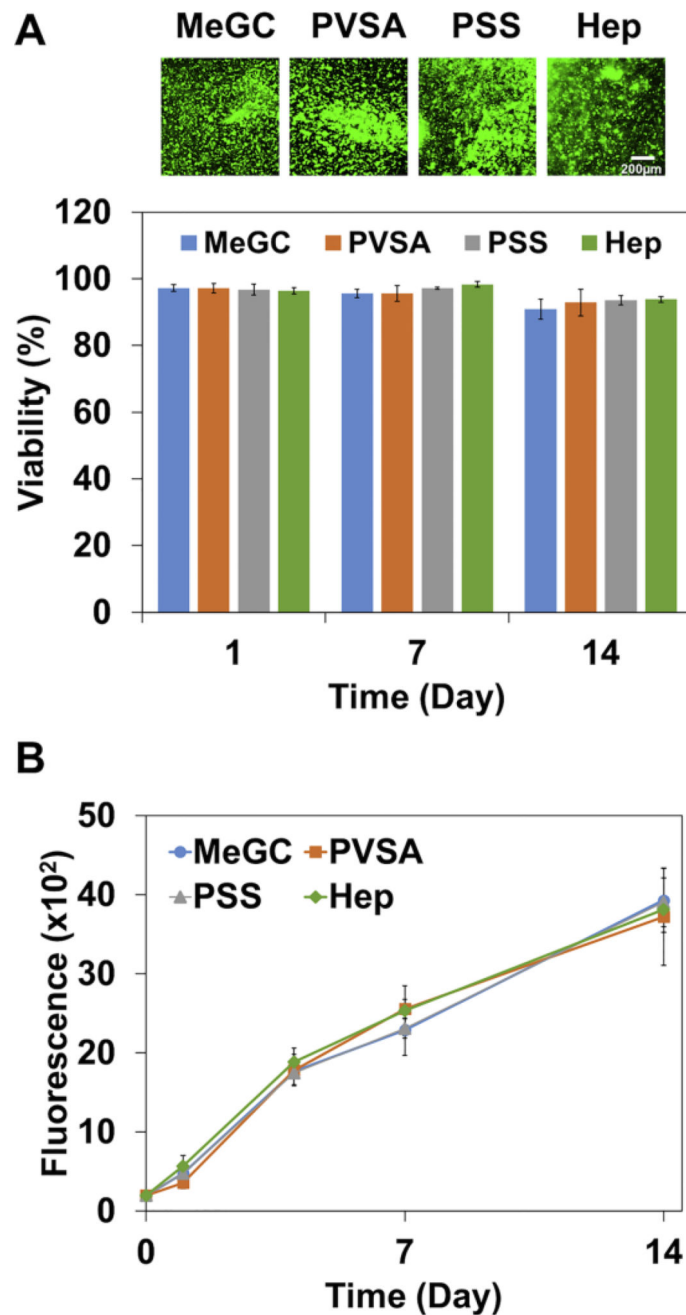 A
MeGC PVSA PSS Hep
200μm
120
MeGC PVSA PSS Hep
100
80
60
40
20
0
Viability (%)
1 7 14
Time (Day)
B
50
MeGC PVSA
PSS Hep
40
30
20
10
0
Fluorescence (x10²)
0 7 14
Time (Day)